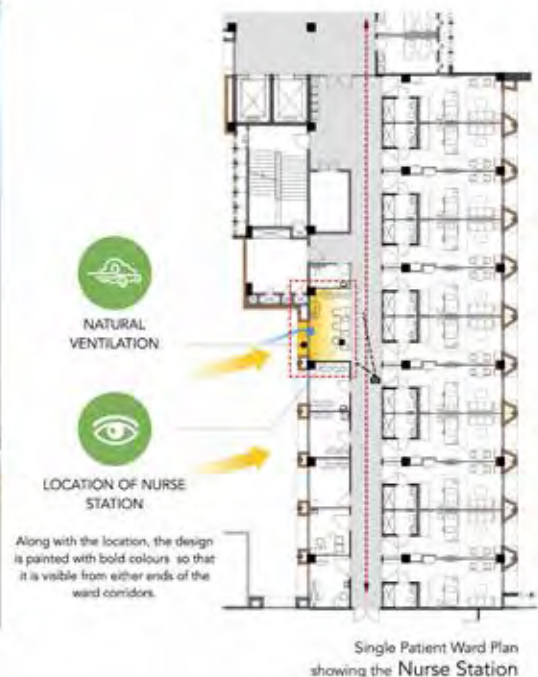 NATURAL
VENTILATION
LOCATION OF NURSE
STATION
Along with the location, the design
is painted with bold colours so that
it is visible from either ends of the
ward corridors.
Single Patient Ward Plan
showing the Nurse Station